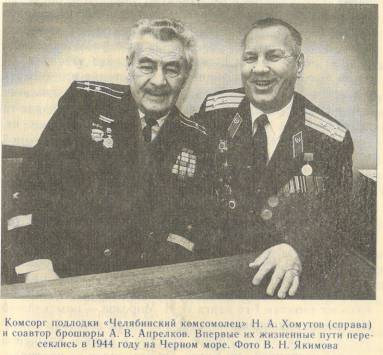 Комсорг подлодки «Челябинский комсомолец» Н. А. Хомутов (справа)
и соавтор брошюры А. В. Апрелков. Впервые их жизненные пути пере-
секлись в 1944 году на Черном море. Фото В. Н. Якимова